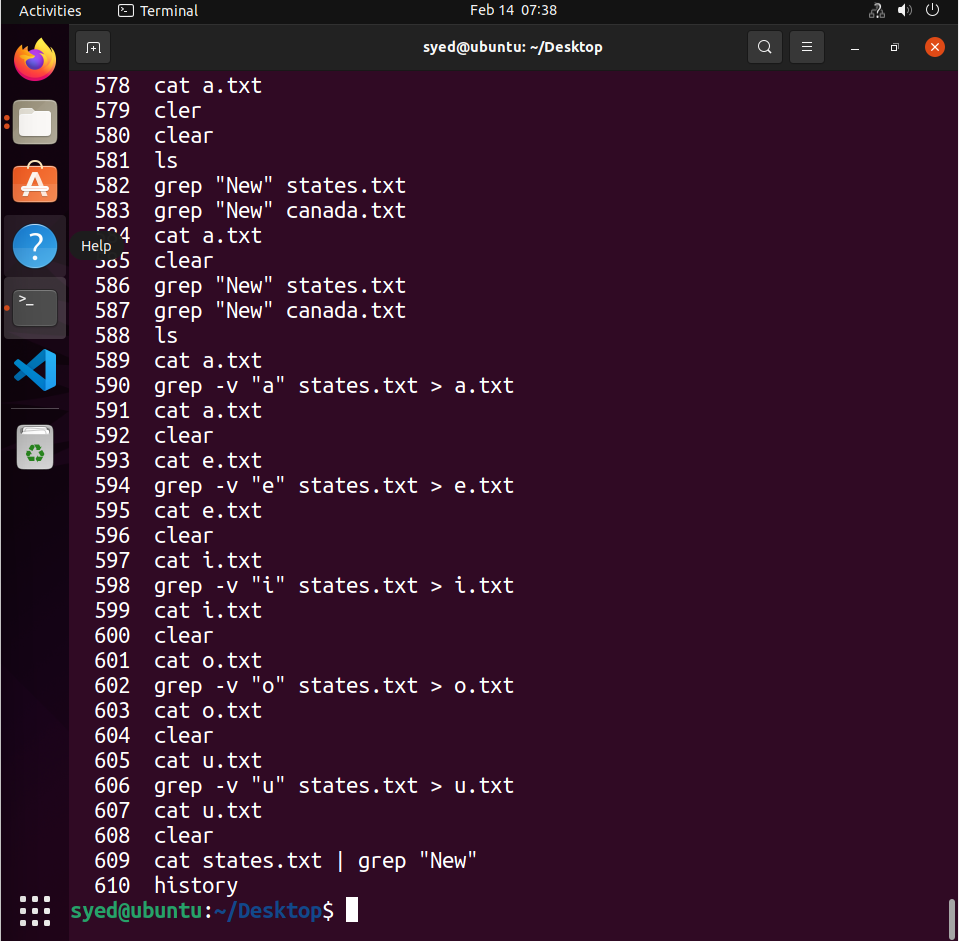 Activities Terminal Feb 14 07:38
syed@ubuntu: ~/Desktop
578 cat a.txt
579 cler
580 clear
581 ls
582 grep "New" states.txt
583 grep "New" canada.txt
cat a.txt
Help
585 clear
586 grep "New" states.txt
587 grep "New" canada.txt
588 ls
589 cat a.txt
590 grep -v "a" states.txt > a.txt
591 cat a.txt
592 clear
593 cat e.txt
594 grep -v "e" states.txt > e.txt
595 cat e.txt
596 clear
597 cat i.txt
598 grep -v "i" states.txt > i.txt
599 cat i.txt
600 clear
601 cat o.txt
602 grep -v "o" states.txt > o.txt
603 cat o.txt
604 clear
605 cat u.txt
606 grep -v "u" states.txt > u.txt
607 cat u.txt
608 clear
609 cat states.txt | grep "New"
610 history
syed@ubuntu:~/Desktop$